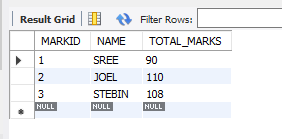 Result Grid Filter Rows:
MARKID NAME TOTAL_MARKS
1 SREE 90
2 JOEL 110
3 STEBIN 108
NULL NULL NULL